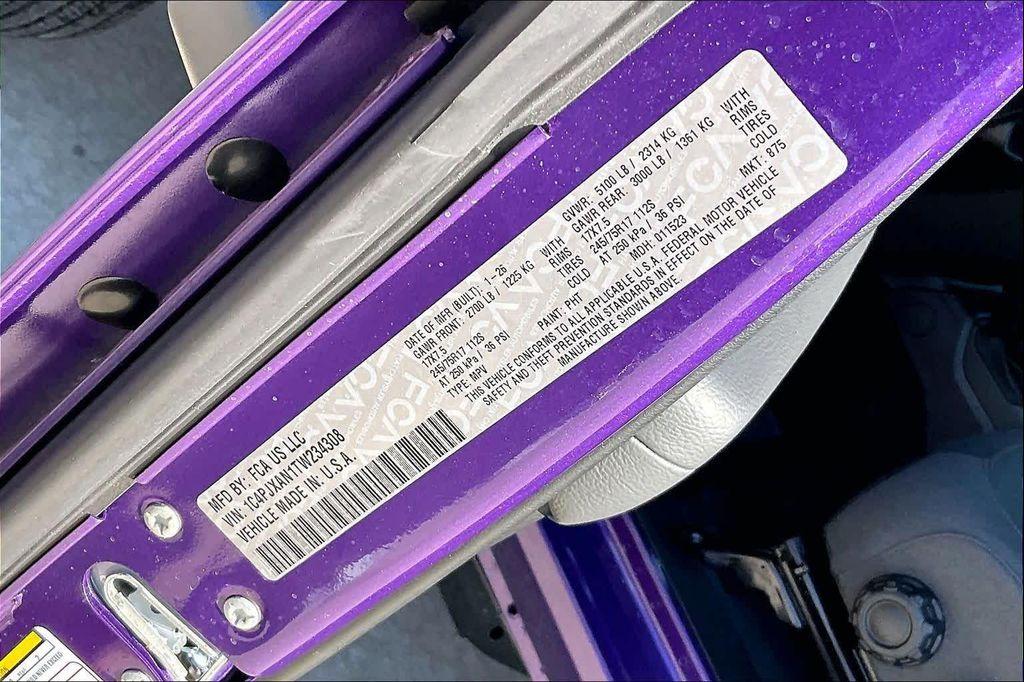 MFD BY: FCA US LLC
DATE OF MFR (BUILT): 1-26
GVWR: 5100 LB / 2314 KG
VIN: 1C4PJXAN1TW234308
GAWR FRONT: 2700 LB / 1225 KG WITH
GAWR REAR: 3000 LB / 1361 KG WITH
VEHICLE MADE IN: U.S.A.
17X7.5 RIMS
17X7.5 RIMS
245/75R17 112S TIRES
245/75R17 112S TIRES
AT 250 kPa / 36 PSI COLD
AT 250 kPa / 36 PSI COLD
TYPE: MPV
PAINT: PHT
MDH: 011523
MKT: 875
THIS VEHICLE CONFORMS TO ALL APPLICABLE U.S.A. FEDERAL MOTOR VEHICLE
SAFETY AND THEFT PREVENTION STANDARDS IN EFFECT ON THE DATE OF
MANUFACTURE SHOWN ABOVE.
FCA